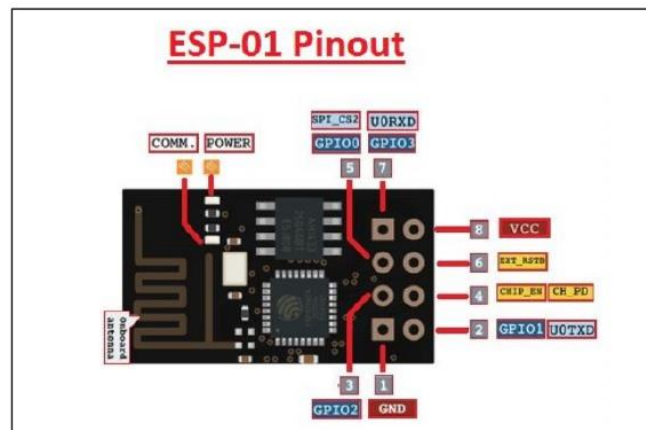 ESP-01 Pinout
SPI_CS2 U0RXD
COMM. POWER GPIO0 GPIO3
5 7
8 VCC
6 EXT_RSTB
4 CHIP_EN CH_PD
Onboard
antenna
2 GPIO1 U0TXD
3 1
GPIO2 GND